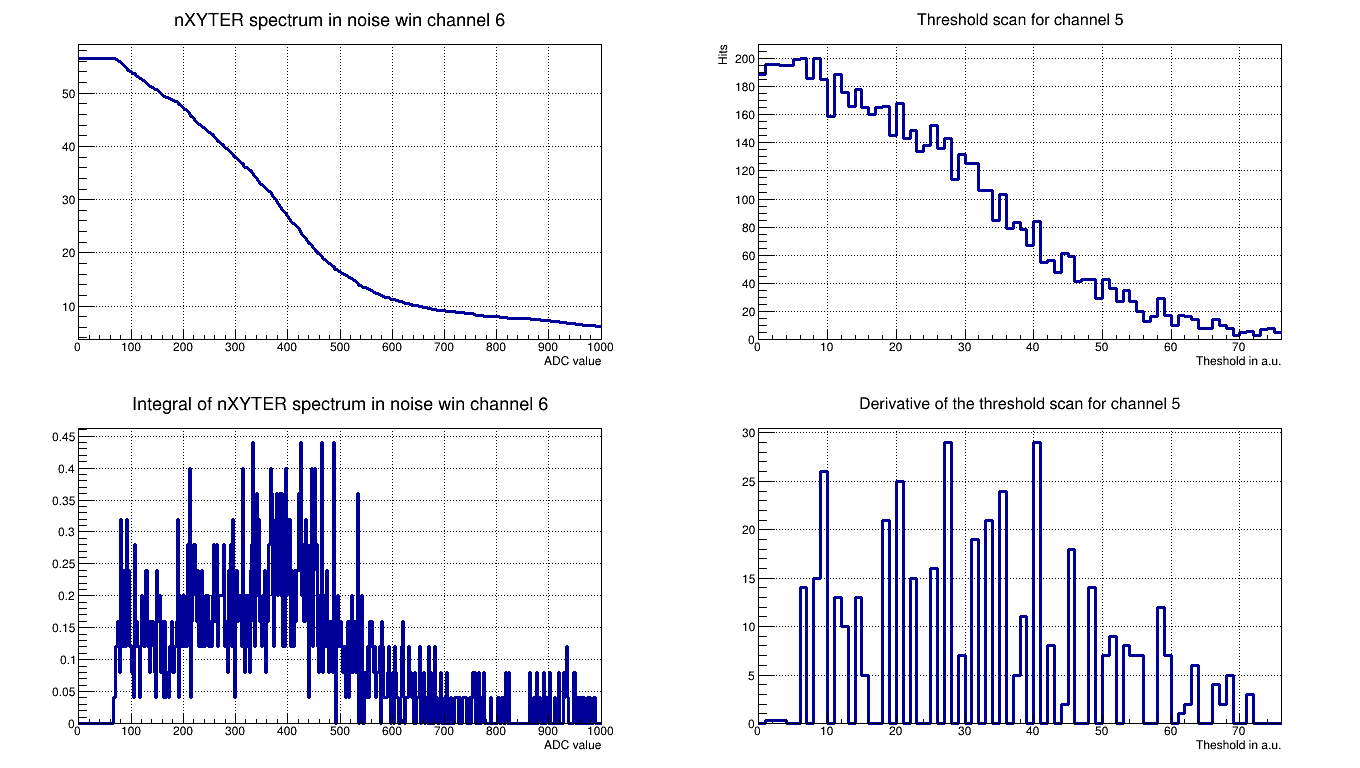 nXYTER spectrum in noise win channel 6
50
40
30
20
10
0 100 200 300 400 500 600 700 800 900 1000
ADC value
Threshold scan for channel 5
Hits
200
180
160
140
120
100
80
60
40
20
0
0 10 20 30 40 50 60 70
Theshold in a.u.
Integral of nXYTER spectrum in noise win channel 6
0.45
0.4
0.35
0.3
0.25
0.2
0.15
0.1
0.05
0
0 100 200 300 400 500 600 700 800 900 1000
ADC value
Derivative of the threshold scan for channel 5
30
25
20
15
10
5
0
0 10 20 30 40 50 60 70
Theshold in a.u.